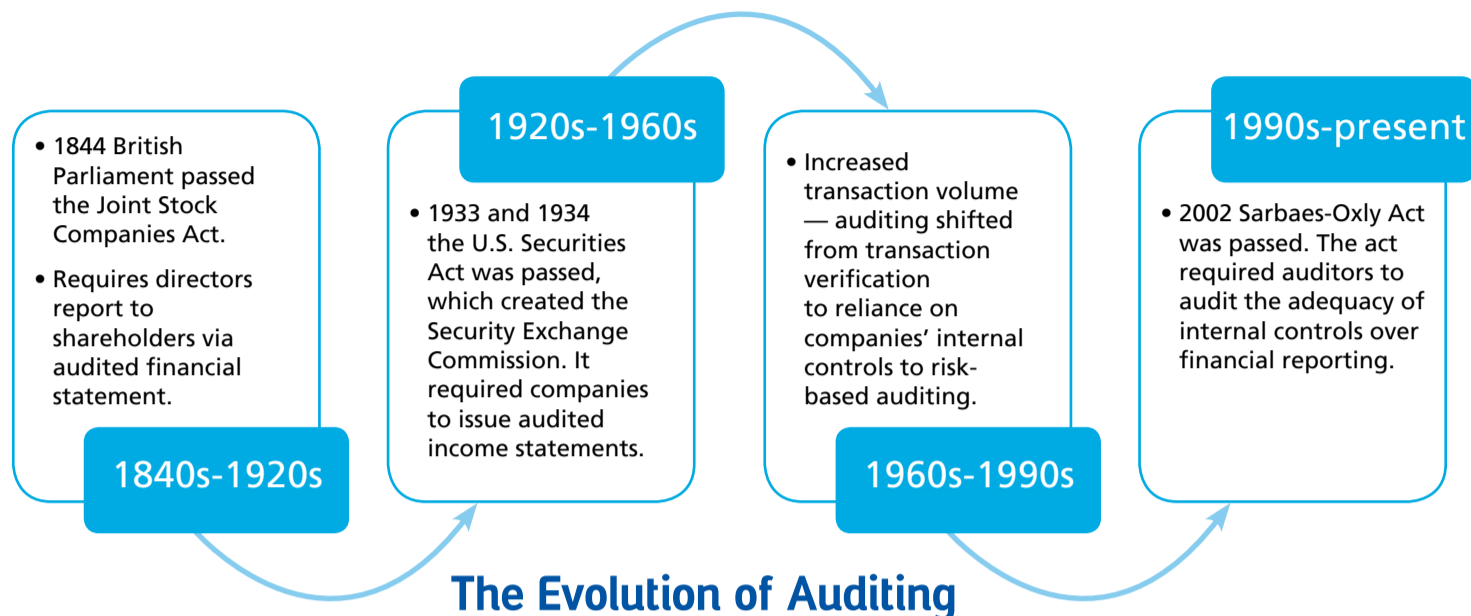 • 1844 British
Parliament passed
the Joint Stock
Companies Act.
• Requires directors
report to
shareholders via
audited financial
statement.
1840s-1920s
1920s-1960s
• 1933 and 1934
the U.S. Securities
Act was passed,
which created the
Security Exchange
Commission. It
required companies
to issue audited
income statements.
• Increased
transaction volume
— auditing shifted
from transaction
verification
to reliance on
companies’ internal
controls to risk-
based auditing.
1960s-1990s
1990s-present
• 2002 Sarbaes-Oxly Act
was passed. The act
required auditors to
audit the adequacy of
internal controls over
financial reporting.
The Evolution of Auditing